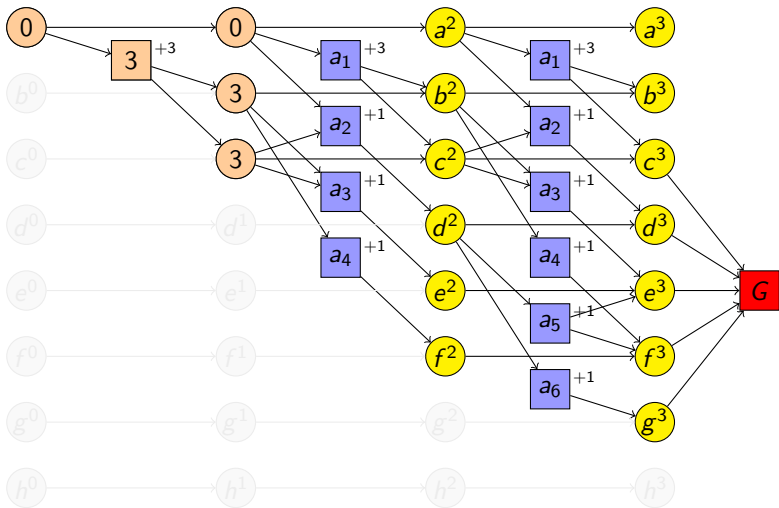 0 0 a² a³
3 +3 a₁ +3 a₁ +3
b⁰ 3 b² b³
a₂ +1 a₂ +1
c⁰ 3 c² c³
a₃ +1 a₃ +1
d⁰ d¹ d² d³
a₄ +1 a₄ +1
e⁰ e¹ e² e³ G
a₅ +1
f⁰ f¹ f² f³
a₆ +1
g⁰ g¹ g² g³
h⁰ h¹ h² h³